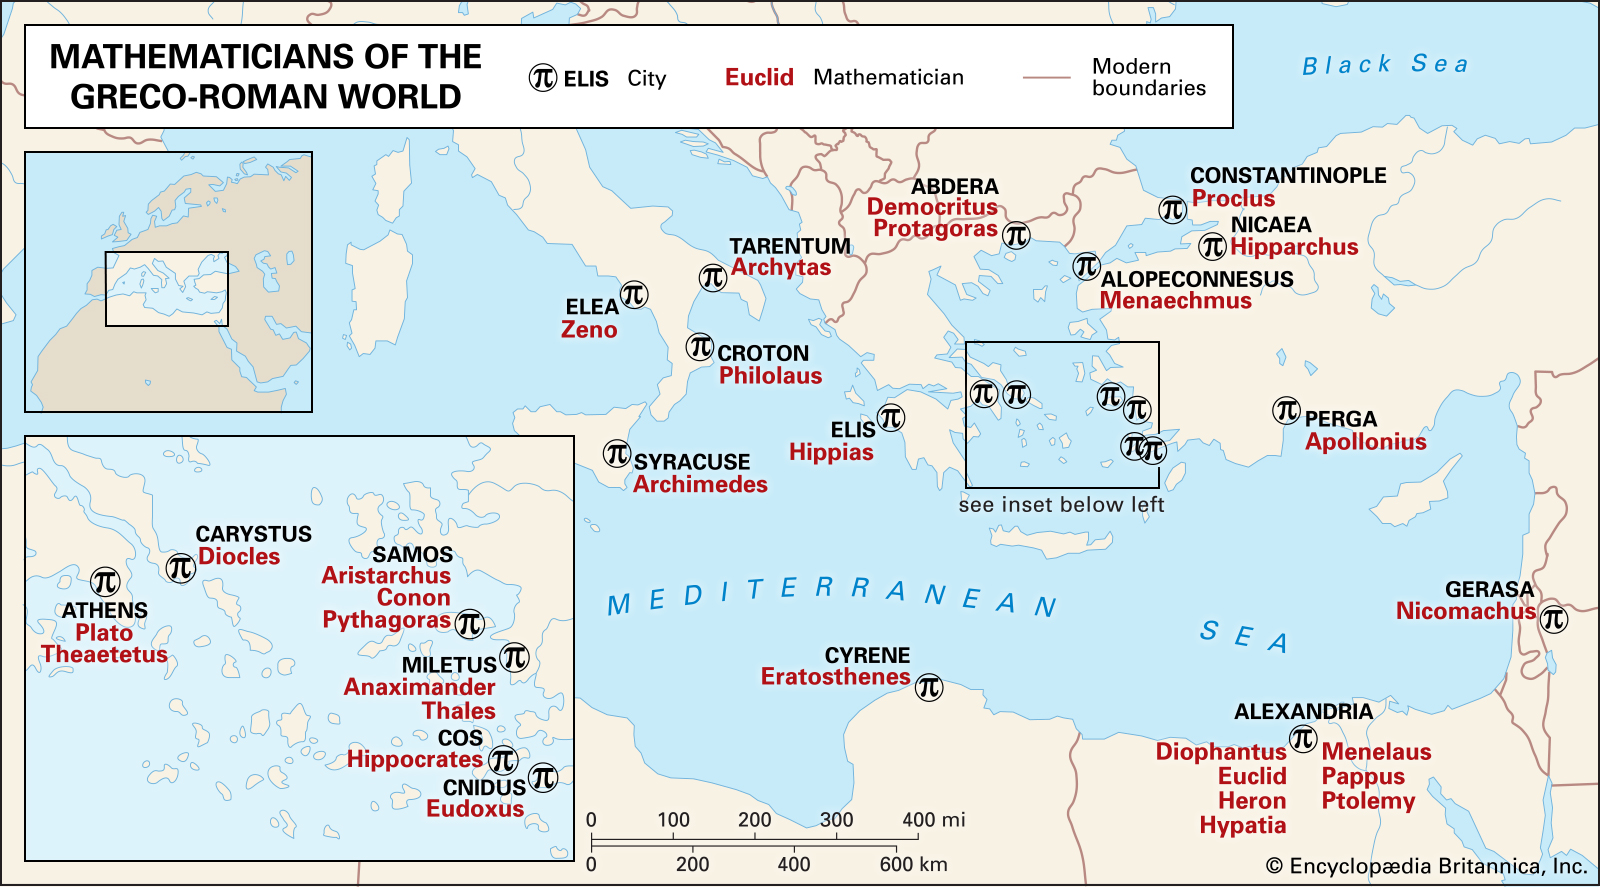 MATHEMATICIANS OF THE
GRECO-ROMAN WORLD
π ELIS City
Euclid Mathematician
Modern
boundaries
Black Sea
CONSTANTINOPLE
Proclus
π
NICAEA
π Hipparchus
ABDERA
Democritus
Protagoras π
π ALOPECONNESUS
Menaechmus
TARENTUM
π Archytas
ELEA π
Zeno
π CROTON
Philolaus
ELIS π
Hippias
π SYRACUSE
Archimedes
π π π π π π
see inset below left
π PERGA
Apollonius
CARYSTUS
π Diocles
π
ATHENS
Plato
Theaetetus
SAMOS
Aristarchus
Conon
Pythagoras π
MILETUS π
Anaximander
Thales
COS
Hippocrates π
CNIDUS π
Eudoxus
MEDITERRANEAN
SEA
GERASA
Nicomachus π
CYRENE
Eratosthenes π
ALEXANDRIA
π
Diophantus Menelaus
Euclid Pappus
Heron Ptolemy
Hypatia
0 100 200 300 400 mi
0 200 400 600 km
© Encyclopædia Britannica, Inc.